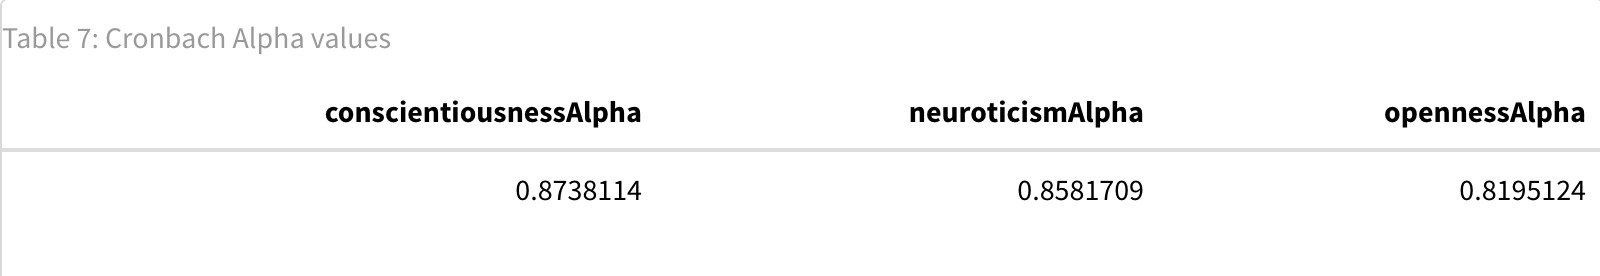 Table 7: Cronbach Alpha values
conscientiousnessAlpha neuroticismAlpha opennessAlpha
0.8738114 0.8581709 0.8195124